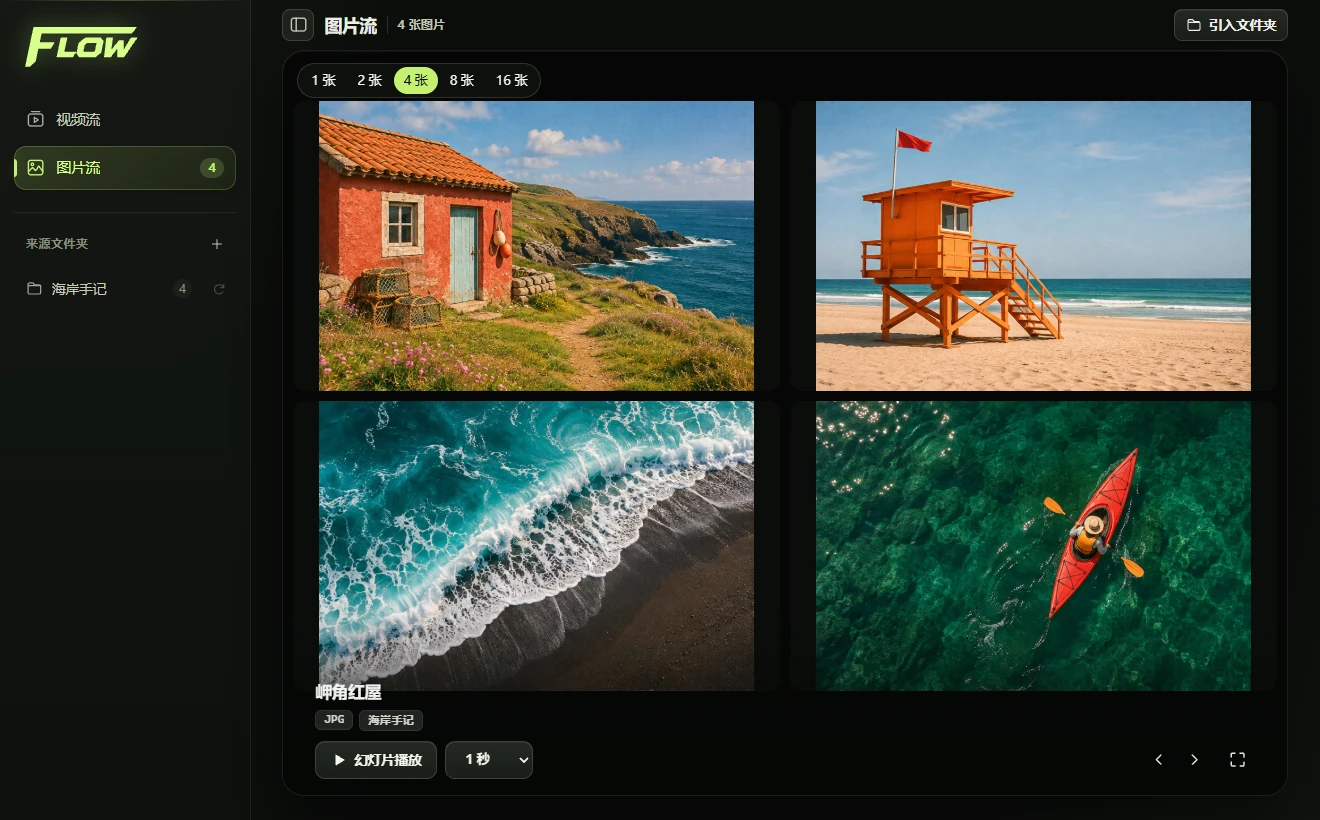 FLOW
视频流
图片流
4
来源文件夹
海岸手记
4
图片流
4 张图片
引入文件夹
1 张
2 张
4 张
8 张
16 张
岬角红屋
JPG
海岸手记
幻灯片播放
1 秒